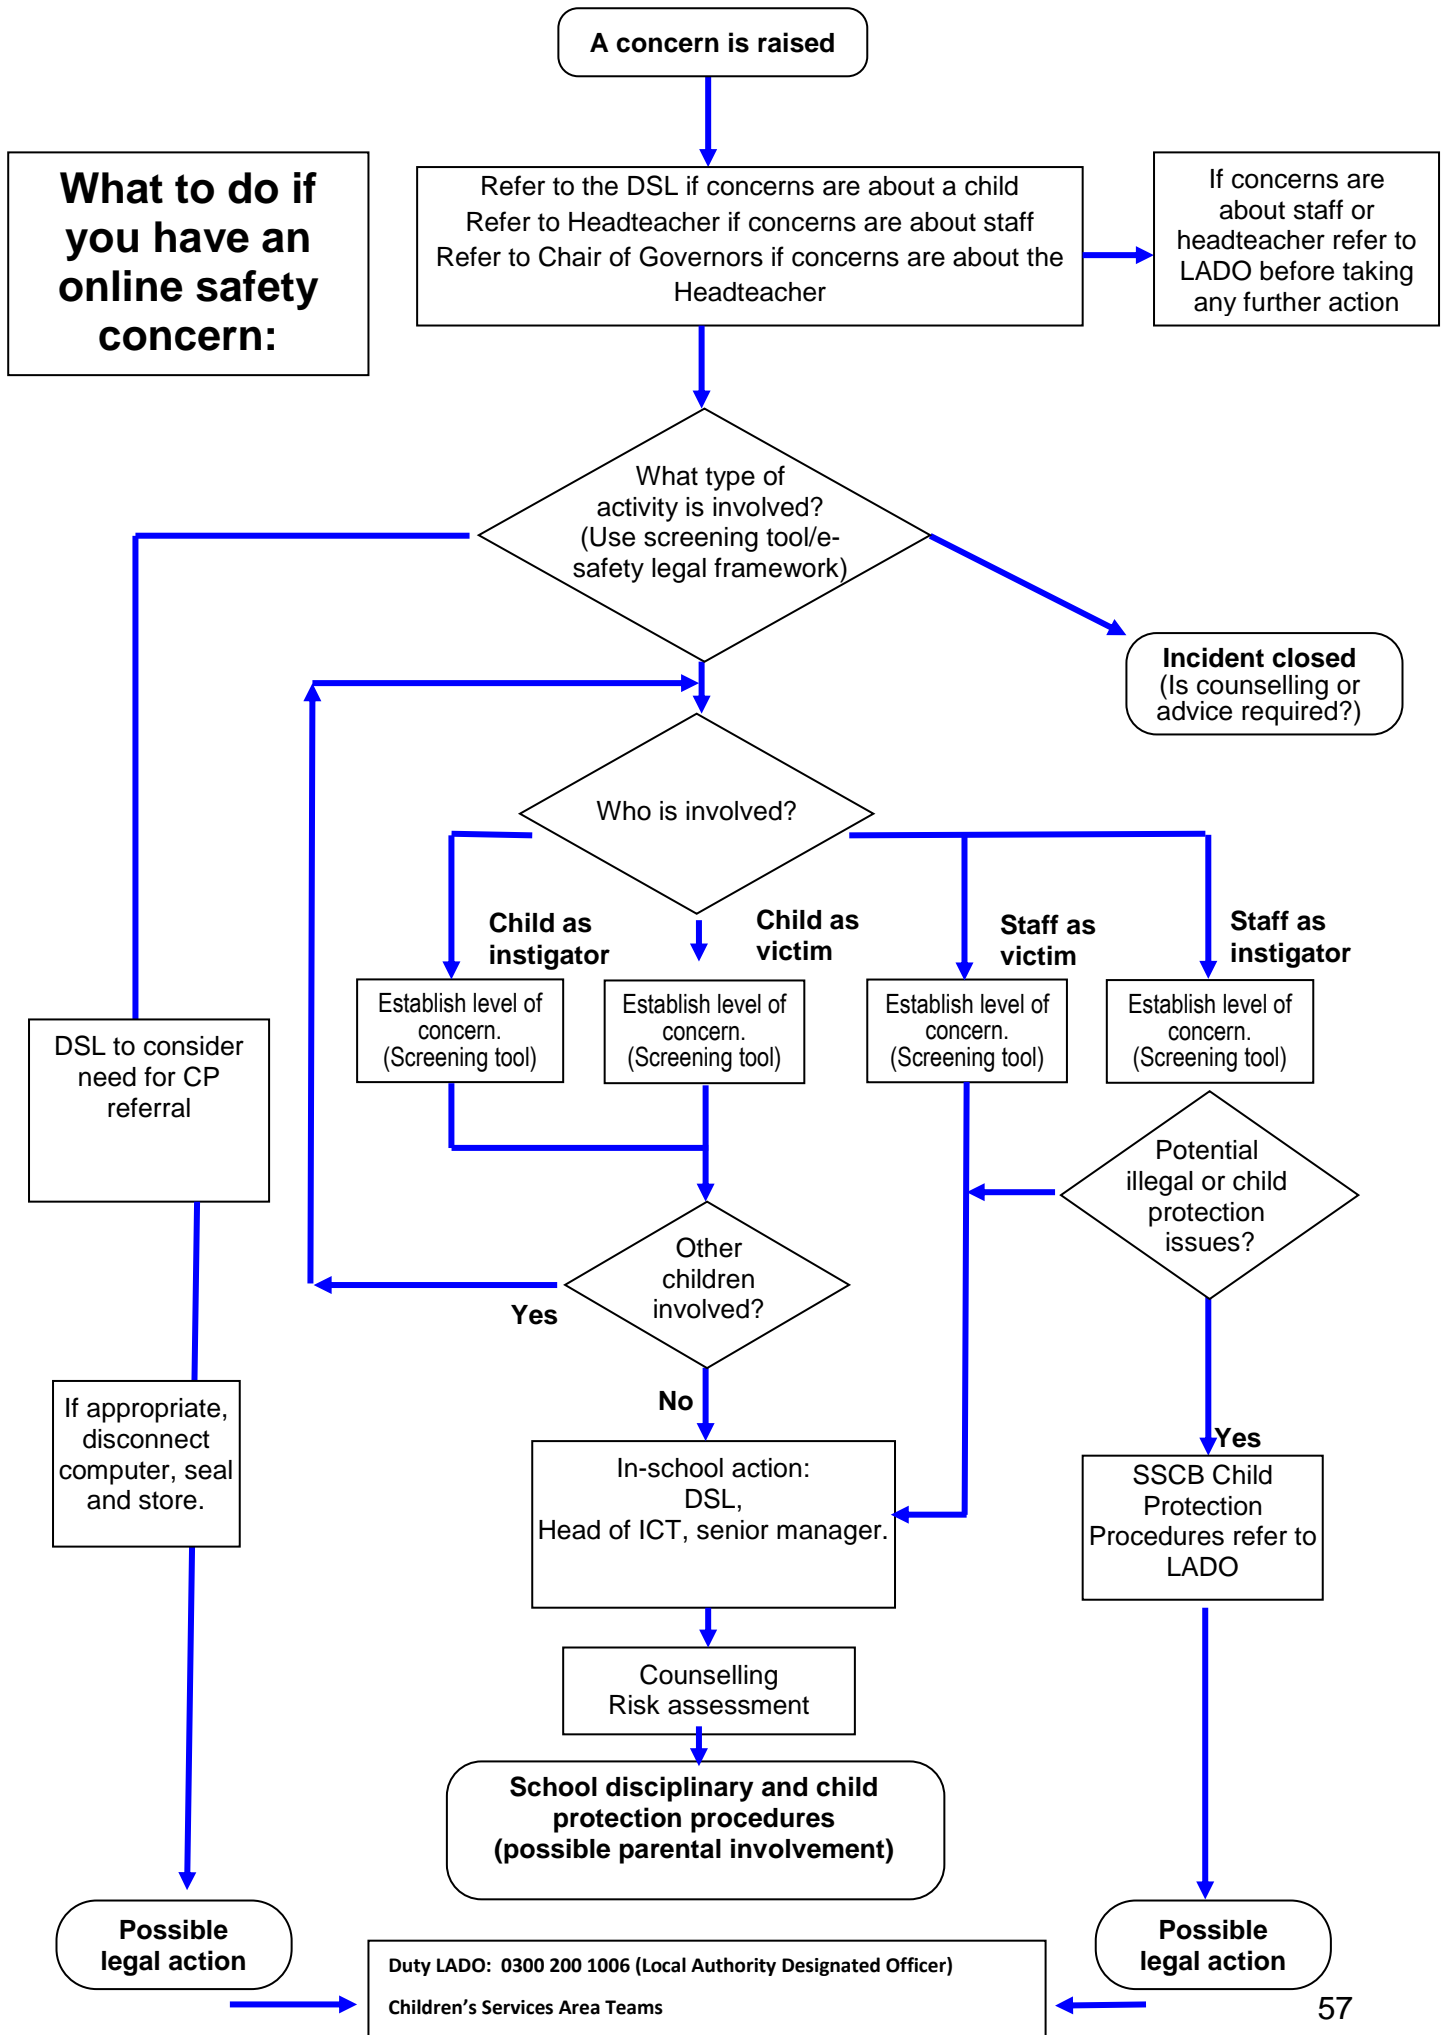 A concern is raised
What to do if
you have an
online safety
concern:
Refer to the DSL if concerns are about a child
Refer to Headteacher if concerns are about staff
Refer to Chair of Governors if concerns are about the
Headteacher
If concerns are
about staff or
headteacher refer to
LADO before taking
any further action
What type of
activity is involved?
(Use screening tool/e-
safety legal framework)
Incident closed
(Is counselling or
advice required?)
Who is involved?
Child as
instigator
Child as
victim
Staff as
victim
Staff as
instigator
Establish level of
concern.
(Screening tool)
Establish level of
concern.
(Screening tool)
Establish level of
concern.
(Screening tool)
Establish level of
concern.
(Screening tool)
DSL to consider
need for CP
referral
Potential
illegal or child
protection
issues?
Other
children
involved?
Yes
No
If appropriate,
disconnect
computer, seal
and store.
In-school action:
DSL,
Head of ICT, senior manager.
Yes
SSCB Child
Protection
Procedures refer to
LADO
Counselling
Risk assessment
School disciplinary and child
protection procedures
(possible parental involvement)
Possible
legal action
Possible
legal action
Duty LADO: 0300 200 1006 (Local Authority Designated Officer)
Children's Services Area Teams
57